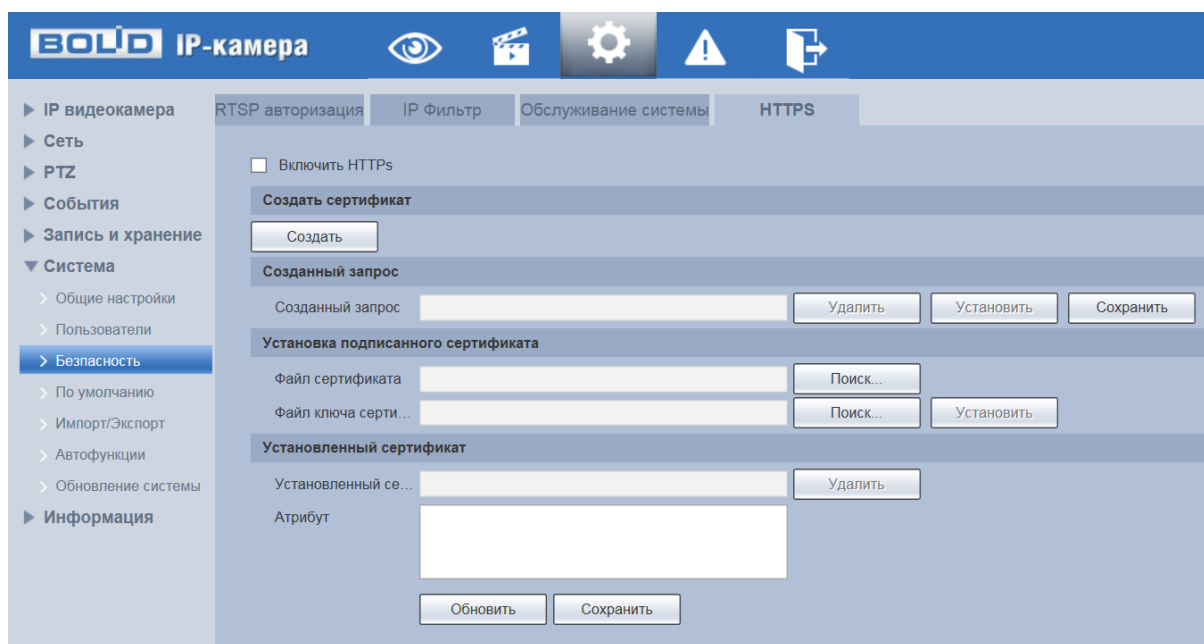 BOLID IP-камера
IP видеокамера
Сеть
PTZ
События
Запись и хранение
Система
Общие настройки
Пользователи
Безопасность
По умолчанию
Импорт/Экспорт
Автофункции
Обновление системы
Информация
RTSP авторизация IP Фильтр Обслуживание системы HTTPS
Включить HTTPs
Создать сертификат
Создать
Созданный запрос
Созданный запрос Удалить Установить Сохранить
Установка подписанного сертификата
Файл сертификата Поиск...
Файл ключа серти... Поиск... Установить
Установленный сертификат
Установленный се... Удалить
Атрибут
Обновить Сохранить